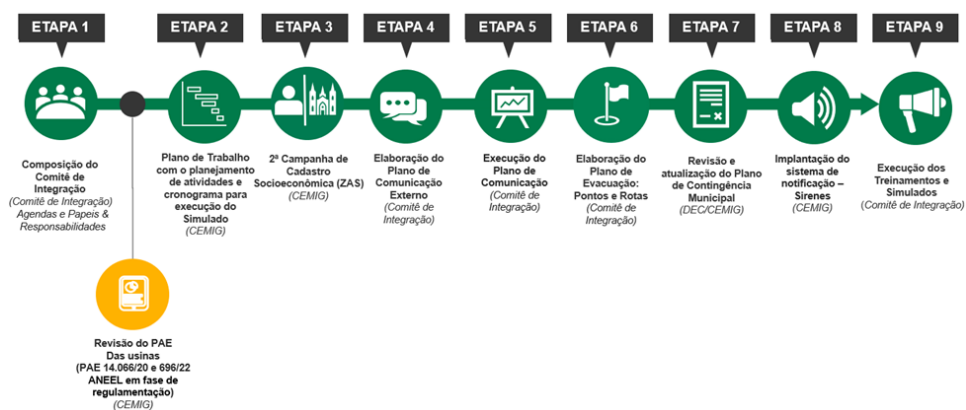 ETAPA 1
Composição do
Comitê de
Integração
(Comitê de Integração)
Agendas e Papeis &
Responsabilidades
Revisão do PAE
Das usinas
(PAE 14.066/20 e 696/22
ANEEL em fase de
regulamentação)
(CEMIG)
ETAPA 2
Plano de Trabalho
com o planejamento
de atividades e
cronograma para
execução do
Simulado
(CEMIG)
ETAPA 3
2ª Campanha de
Cadastro
Socioeconômica (ZAS)
(CEMIG)
ETAPA 4
Elaboração do
Plano de
Comunicação
Externo
(Comitê de
Integração)
ETAPA 5
Execução do
Plano de
Comunicação
(Comitê de
Integração)
ETAPA 6
Elaboração do
Plano de
Evacuação:
Pontos e Rotas
(Comitê de
Integração)
ETAPA 7
Revisão e
atualização do Plano
de Contingência
Municipal
(DEC/CEMIG)
ETAPA 8
Implantação do
sistema de
notificação –
Sirenes
(CEMIG)
ETAPA 9
Execução dos
Treinamentos e
Simulados
(Comitê de Integração)